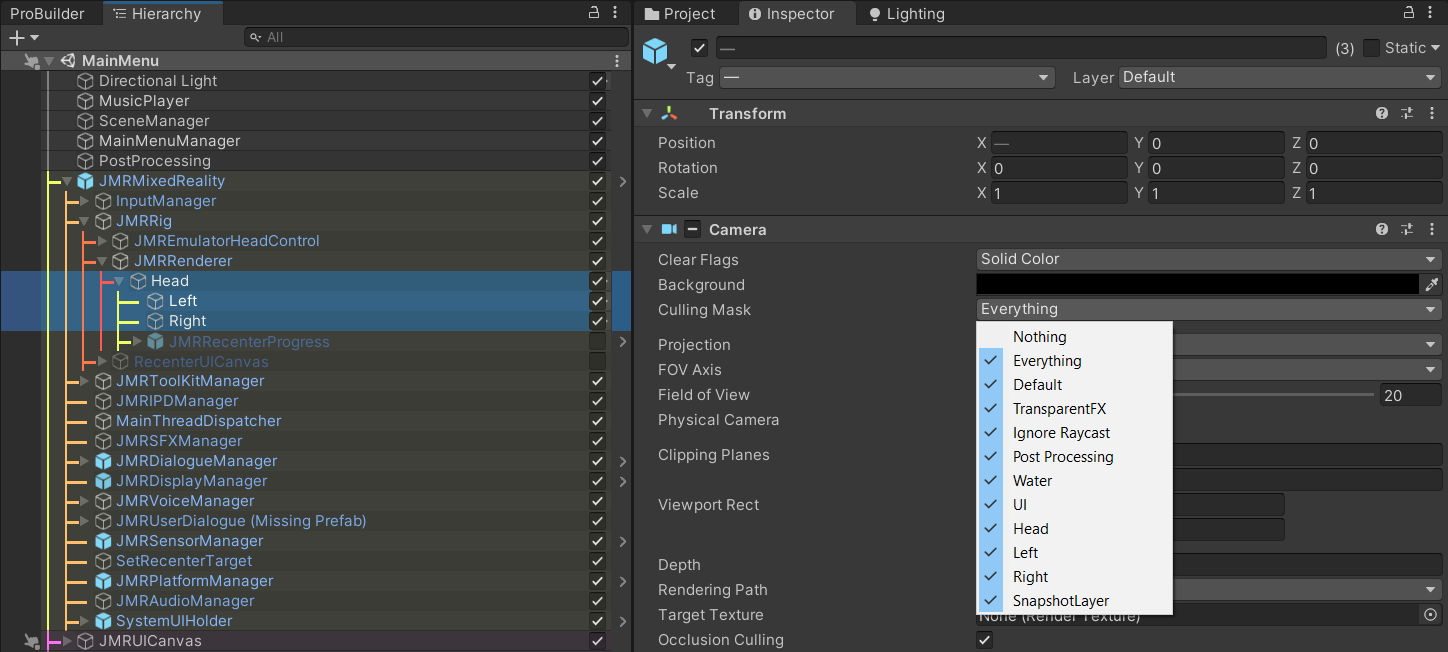 ProBuilder
Hierarchy
All
MainMenu
Directional Light
MusicPlayer
SceneManager
MainMenuManager
PostProcessing
JMRMixedReality
InputManager
JMRRig
JMREmulatorHeadControl
JMRRenderer
Head
Left
Right
JMRRecenterProgress
RecenterUICanvas
JMRToolKitManager
JMRIPDManager
MainThreadDispatcher
JMRSFXManager
JMRDialogueManager
JMRDisplayManager
JMRVoiceManager
JMRUserDialogue (Missing Prefab)
JMRSensorManager
SetRecenterTarget
JMRPlatformManager
JMRAudioManager
SystemUIHolder
JMRUICanvas
Project
Inspector
Lighting
— (3) Static
Tag — Layer Default
Transform
Position X — Y 0 Z 0
Rotation X 0 Y 0 Z 0
Scale X 1 Y 1 Z 1
Camera
Clear Flags Solid Color
Background
Culling Mask Everything
Projection
FOV Axis
Field of View 20
Physical Camera
Clipping Planes
Viewport Rect
Depth
Rendering Path
Target Texture None (Render Texture)
Occlusion Culling
Nothing
Everything
Default
TransparentFX
Ignore Raycast
Post Processing
Water
UI
Head
Left
Right
SnapshotLayer